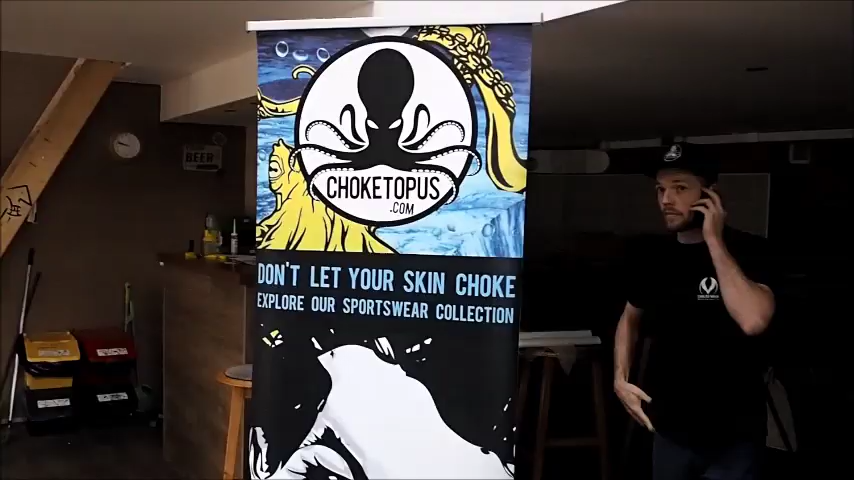 BEER
CHOKETOPUS
.COM
DON'T LET YOUR SKIN CHOKE
EXPLORE OUR SPORTSWEAR COLLECTION